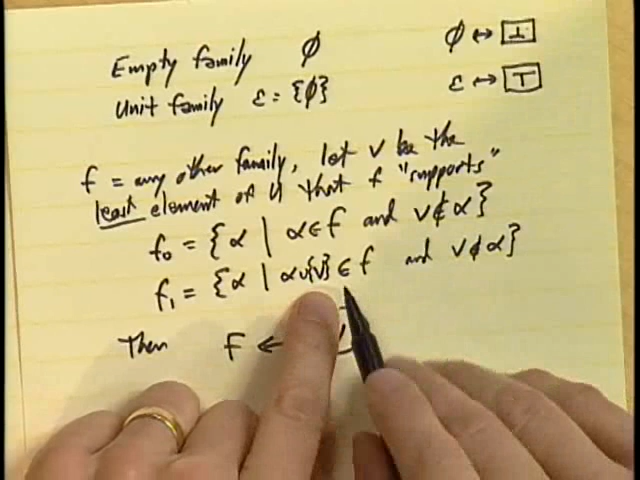 Empty family ∅ ∅ ↔ ⊥
Unit family ε = {∅} ε ↔ ⊤
f = any other family, let v be the
least element of U that f "supports"
f₀ = {α | α∈f and v∉α}
f₁ = {α | α∪{v} ∈ f and v∉α}
Then F ←